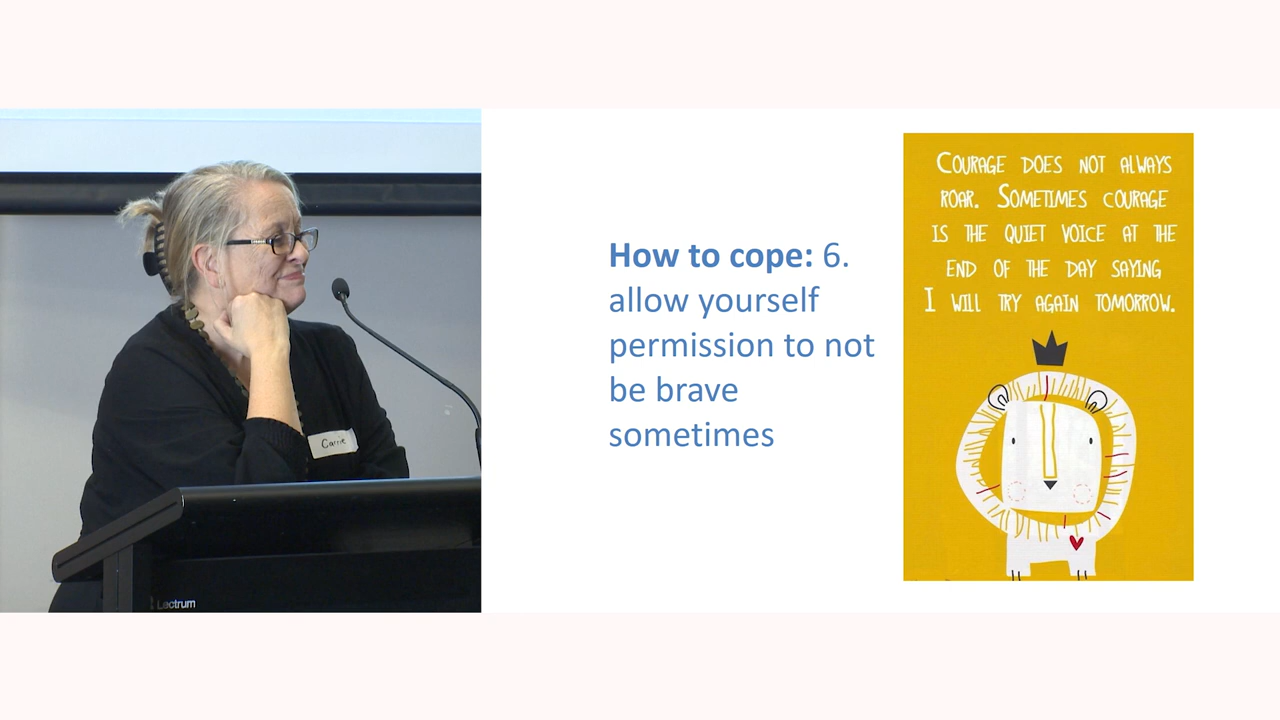 Carrie
Lectrum
How to cope: 6.
allow yourself
permission to not
be brave
sometimes
COURAGE DOES NOT ALWAYS
ROAR. SOMETIMES COURAGE
IS THE QUIET VOICE AT THE
END OF THE DAY SAYING
I WILL TRY AGAIN TOMORROW.